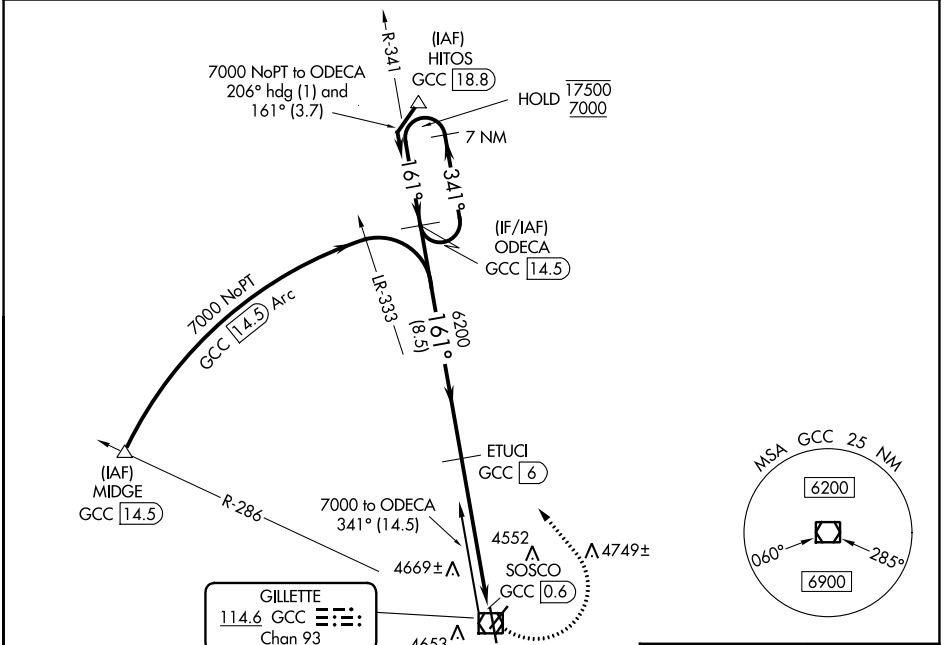 R-341
(IAF)
HITOS
GCC 18.8
7000 NoPT to ODECA
206° hdg (1) and
161° (3.7)
HOLD 17500
7000
7 NM
161°
341°
(IF/IAF)
ODECA
GCC 14.5
7000 NoPT
GCC 14.5 Arc
LR-333
6200
161°
(8.5)
(IAF)
MIDGE
GCC 14.5
R-286
ETUCI
GCC 6
7000 to ODECA
341° (14.5)
4552
4749±
4669±
SOSCO
GCC 0.6
GILLETTE
114.6 GCC
Chan 93
4653
MSA GCC 25 NM
6200
060°
285°
6900